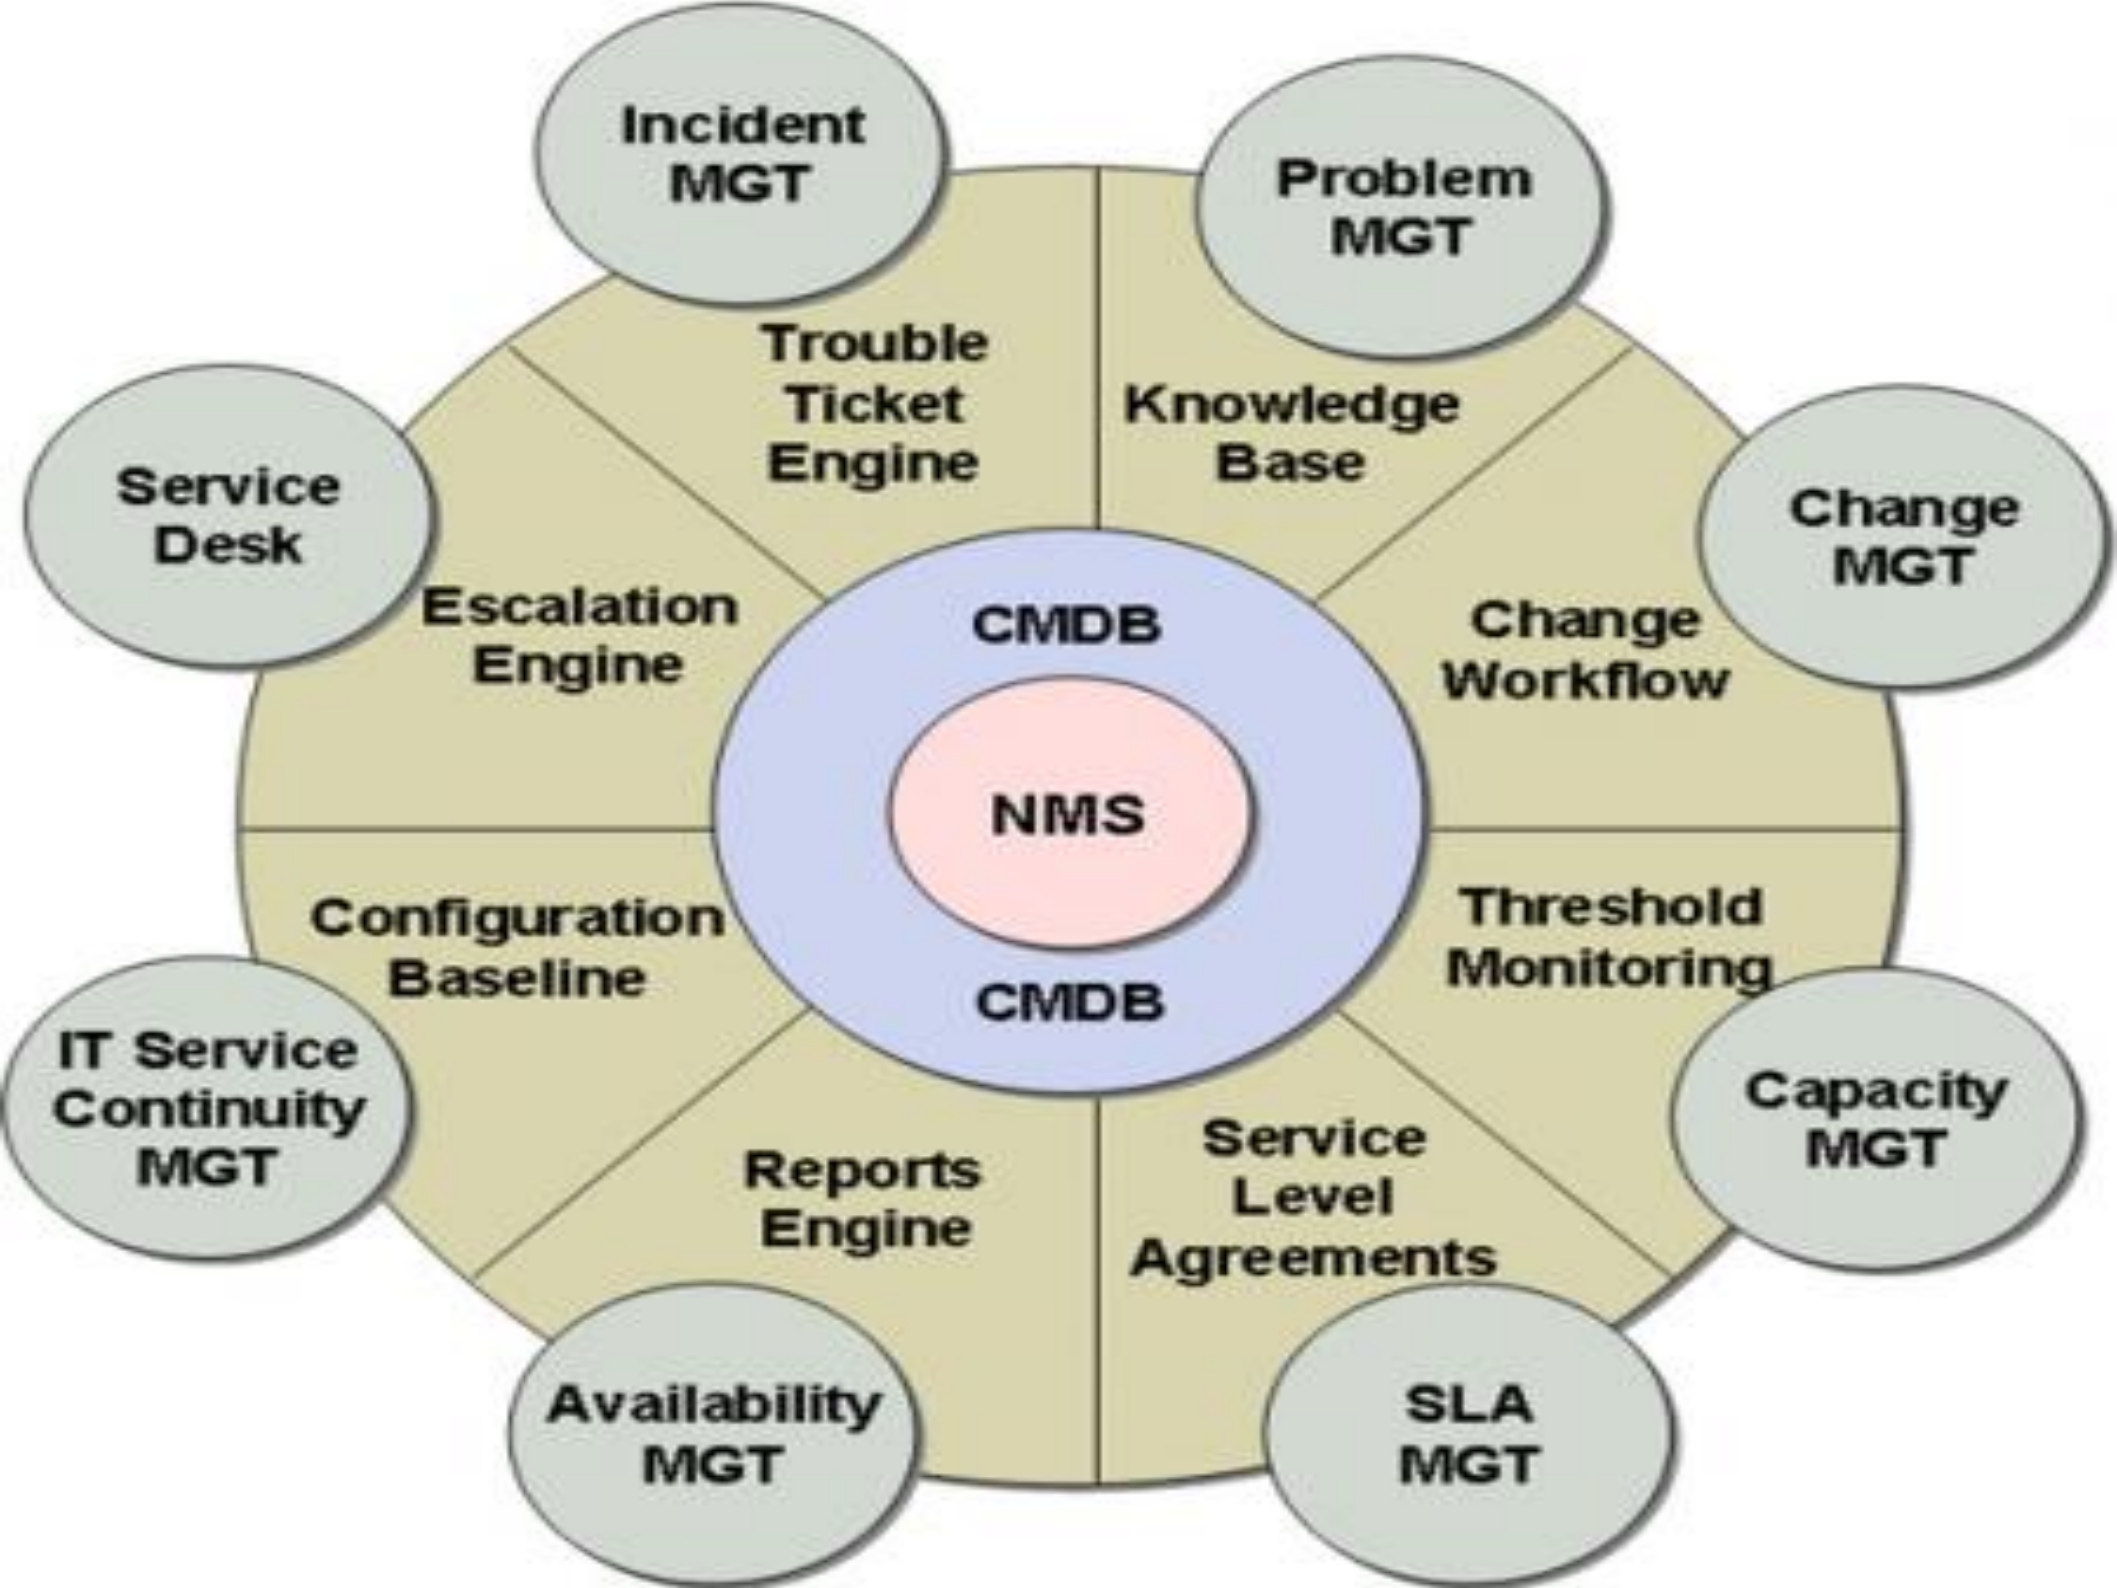 Incident
MGT
Problem
MGT
Trouble
Ticket
Engine
Knowledge
Base
Service
Desk
Change
MGT
Escalation
Engine
CMDB
Change
Workflow
NMS
Configuration
Baseline
CMDB
Threshold
Monitoring
IT Service
Continuity
MGT
Capacity
MGT
Reports
Engine
Service
Level
Agreements
Availability
MGT
SLA
MGT